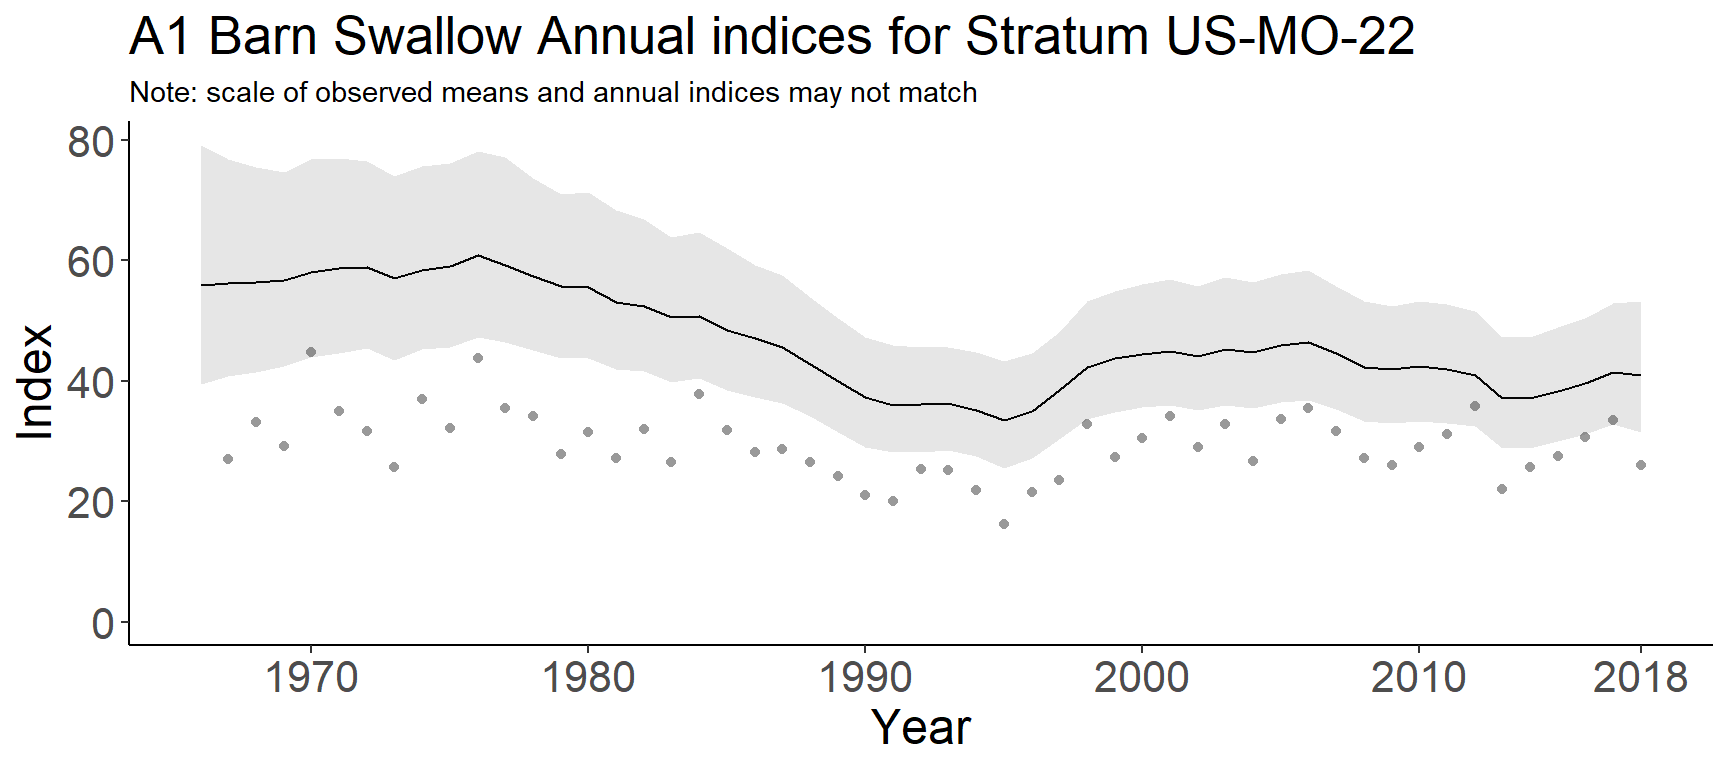 A1 Barn Swallow Annual indices for Stratum US-MO-22
Note: scale of observed means and annual indices may not match
80
60
40
20
0
Index
1970 1980 1990 2000 2010 2018
Year